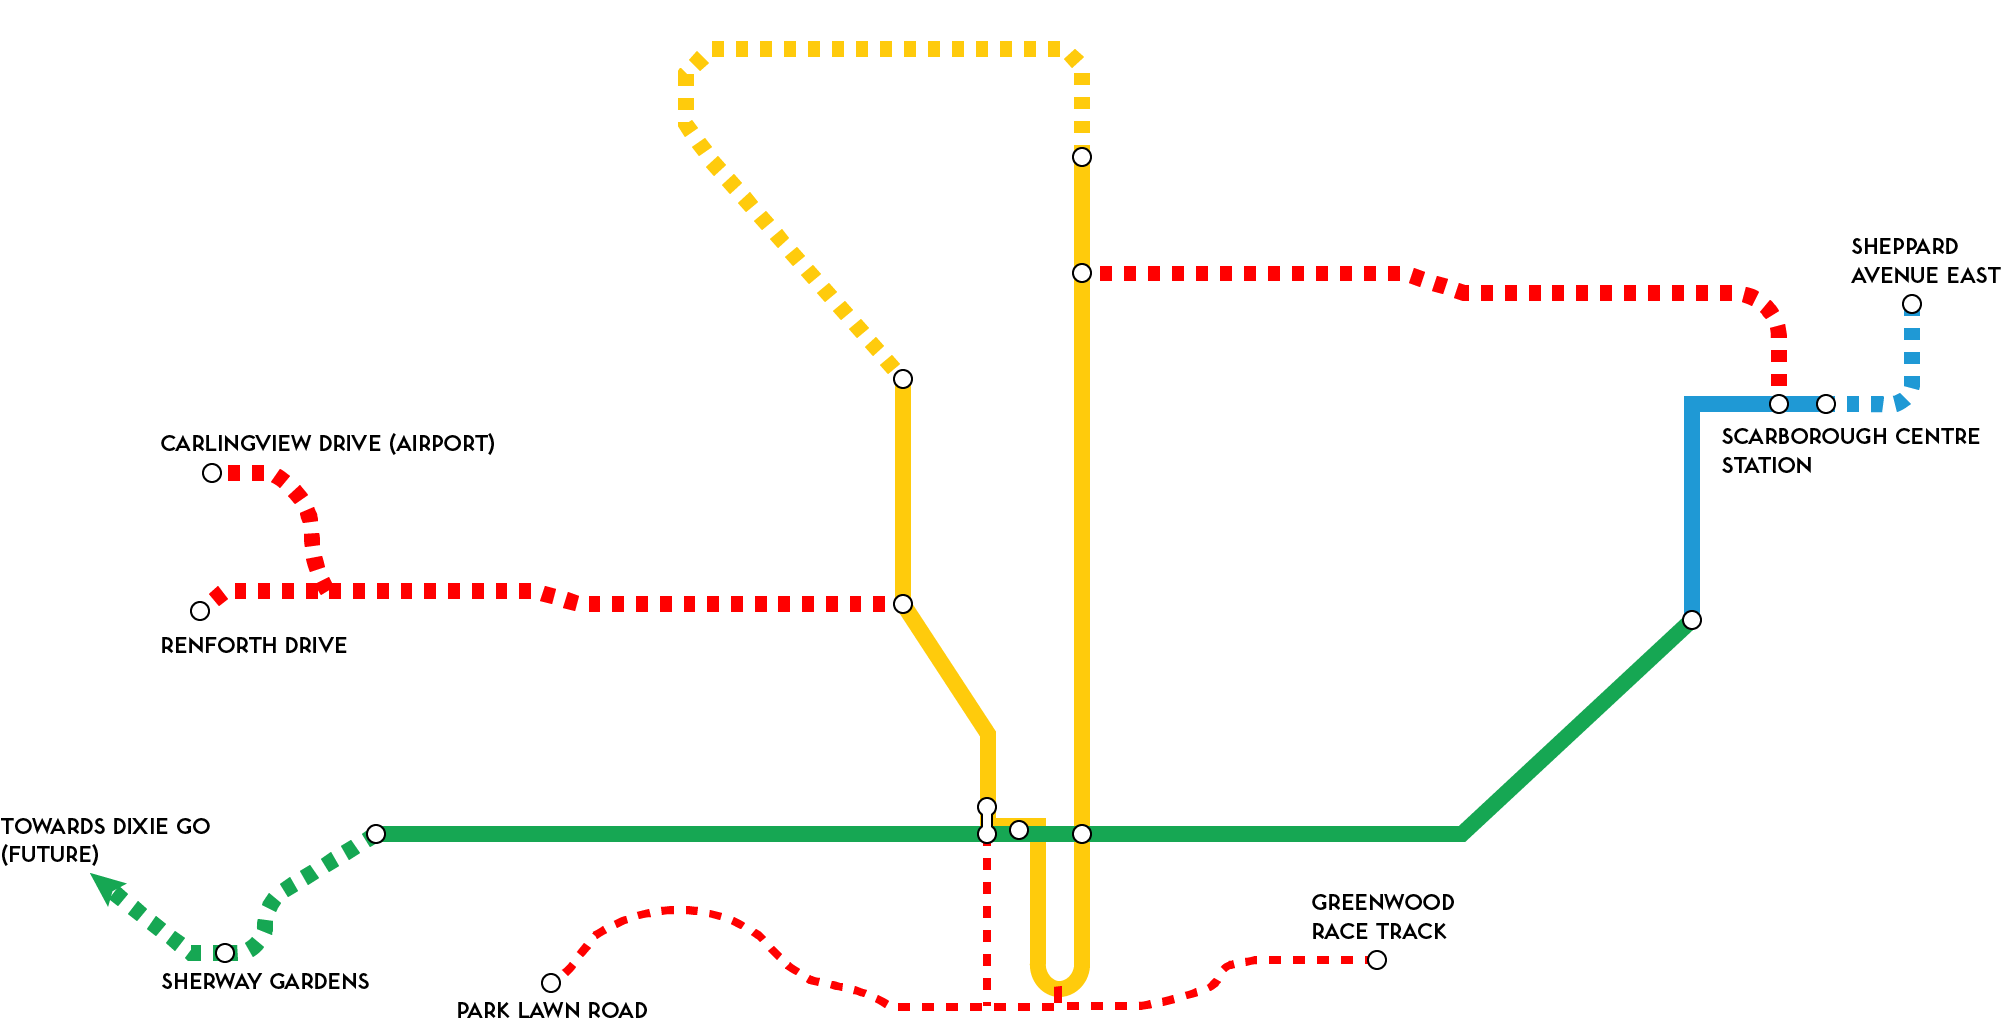 SHEPPARD
AVENUE EAST
SCARBOROUGH CENTRE
STATION
CARLINGVIEW DRIVE (AIRPORT)
RENFORTH DRIVE
TOWARDS DIXIE GO
(FUTURE)
SHERWAY GARDENS
PARK LAWN ROAD
GREENWOOD
RACE TRACK